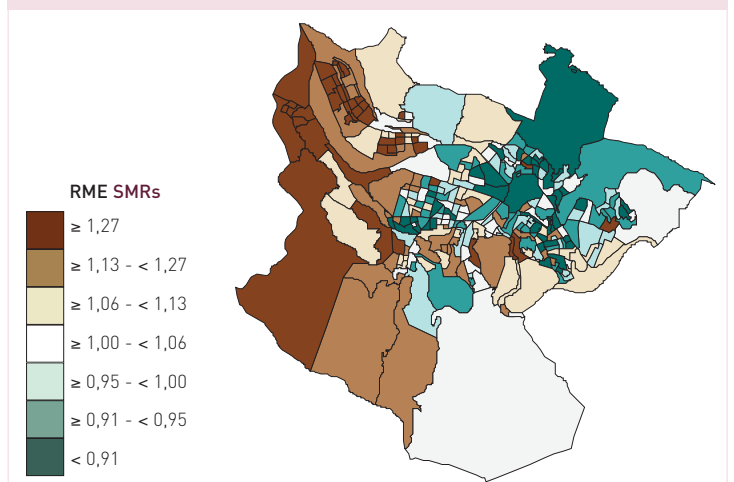 RME SMRs
≥ 1,27
≥ 1,13 - < 1,27
≥ 1,06 - < 1,13
≥ 1,00 - < 1,06
≥ 0,95 - < 1,00
≥ 0,91 - < 0,95
< 0,91